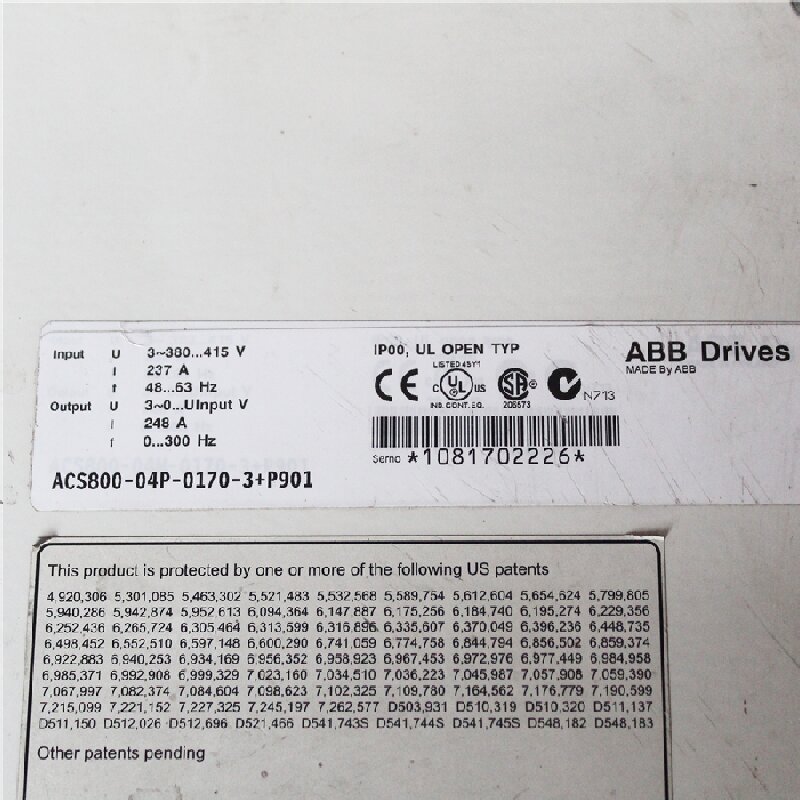 Input U 3~380...415 V
I 237 A
f 48...63 Hz
Output U 3~0...UInput V
I 249 A
f 0...300 Hz
ACS800-04P-0170-3+P901
IP00, UL OPEN TYP
LISTED 45Y1
CE C UL US SA C N713
IND. CONT. EQ. 206573
Serno *1081702226*
ABB Drives
MADE By ABB
This product is protected by one or more of the following US patents
4,920,306 5,301,085 5,463,302 5,521,483 5,532,568 5,589,754 5,612,604 5,654,624 5,799,805
5,940,286 5,942,874 5,952,613 6,094,364 6,147,887 6,175,256 6,184,740 6,195,274 6,229,356
6,252,436 6,265,724 6,305,464 6,313,599 6,316,896 6,335,607 6,370,049 6,396,236 6,448,735
6,498,452 6,552,510 6,597,148 6,600,290 6,741,059 6,774,758 6,844,794 6,856,502 6,859,374
6,922,883 6,940,253 6,934,169 6,956,352 6,958,923 6,967,453 6,972,976 6,977,449 6,984,958
6,985,371 6,992,908 6,999,329 7,023,160 7,034,510 7,036,223 7,045,987 7,057,908 7,059,390
7,067,997 7,082,374 7,084,604 7,098,623 7,102,325 7,109,780 7,164,562 7,176,779 7,190,599
7,215,099 7,221,152 7,227,325 7,245,197 7,262,577 D503,931 D510,319 D510,320 D511,137
D511,150 D512,026 D512,696 D521,466 D541,743S D541,744S D541,745S D548,182 D548,183
Other patents pending